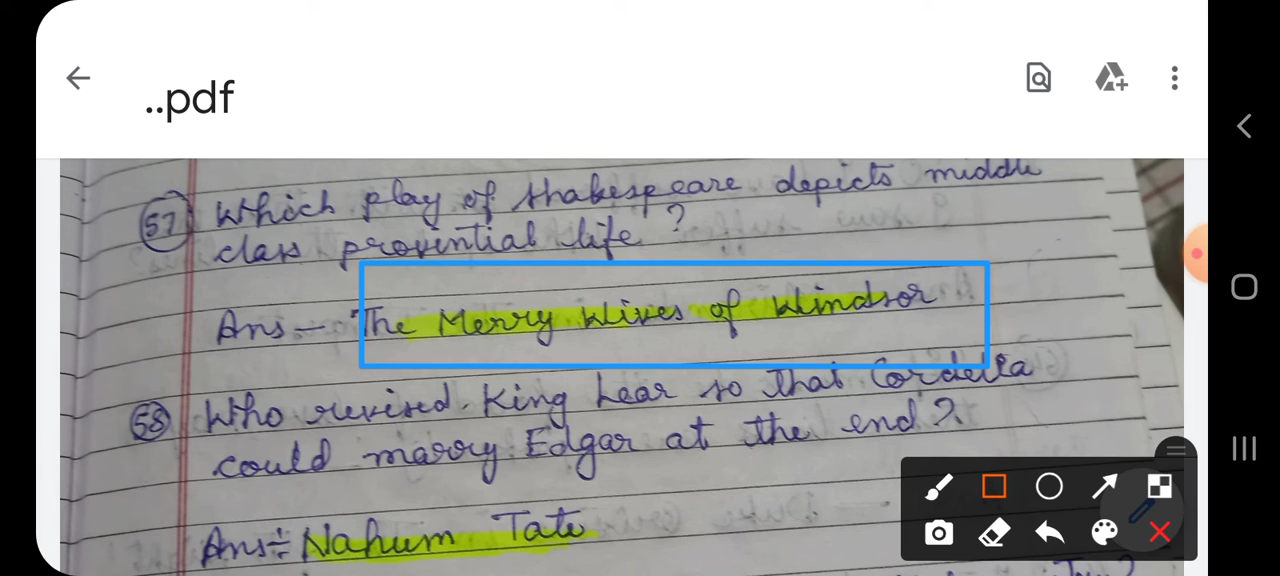 ..pdf
57 Which play of Shakespeare depicts middle
class provential life ?
Ans - The Merry Wives of Windsor
58 Who revised King Lear so that Cordelia
could marry Edgar at the end ?
Ans ÷ Nahum Tate